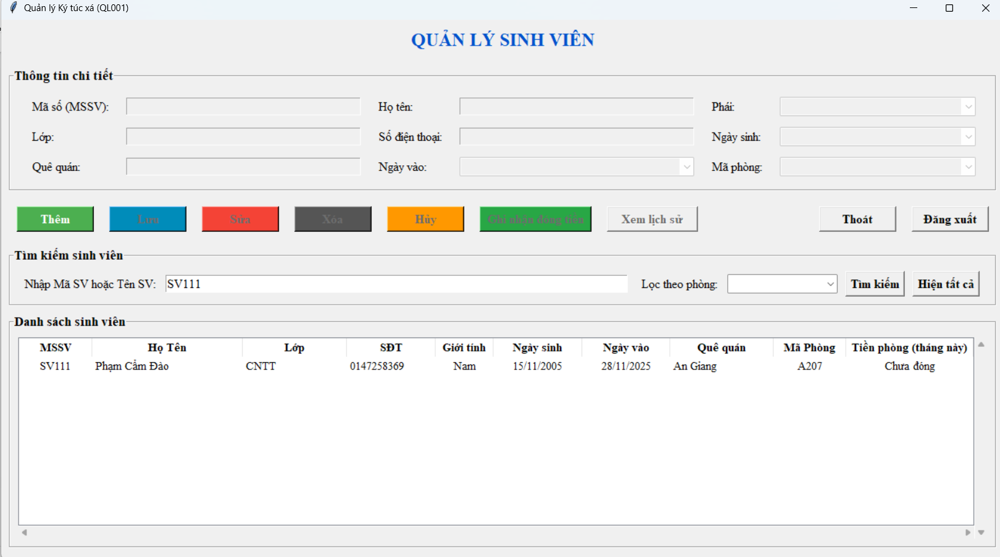 Quản lý Ký túc xá (QL001)
QUẢN LÝ SINH VIÊN
Thông tin chi tiết
Mã số (MSSV): Họ tên: Phái:
Lớp: Số điện thoại: Ngày sinh:
Quê quán: Ngày vào: Mã phòng:
Thêm Lưu Sửa Xóa Hủy Ghi nhận đóng tiền Xem lịch sử Thoát Đăng xuất
Tìm kiếm sinh viên
Nhập Mã SV hoặc Tên SV: SV111 Lọc theo phòng: Tìm kiếm Hiện tất cả
Danh sách sinh viên
MSSV Họ Tên Lớp SĐT Giới tính Ngày sinh Ngày vào Quê quán Mã Phòng Tiền phòng (tháng này)
SV111 Phạm Cẩm Đào CNTT 0147258369 Nam 15/11/2005 28/11/2025 An Giang A207 Chưa đóng